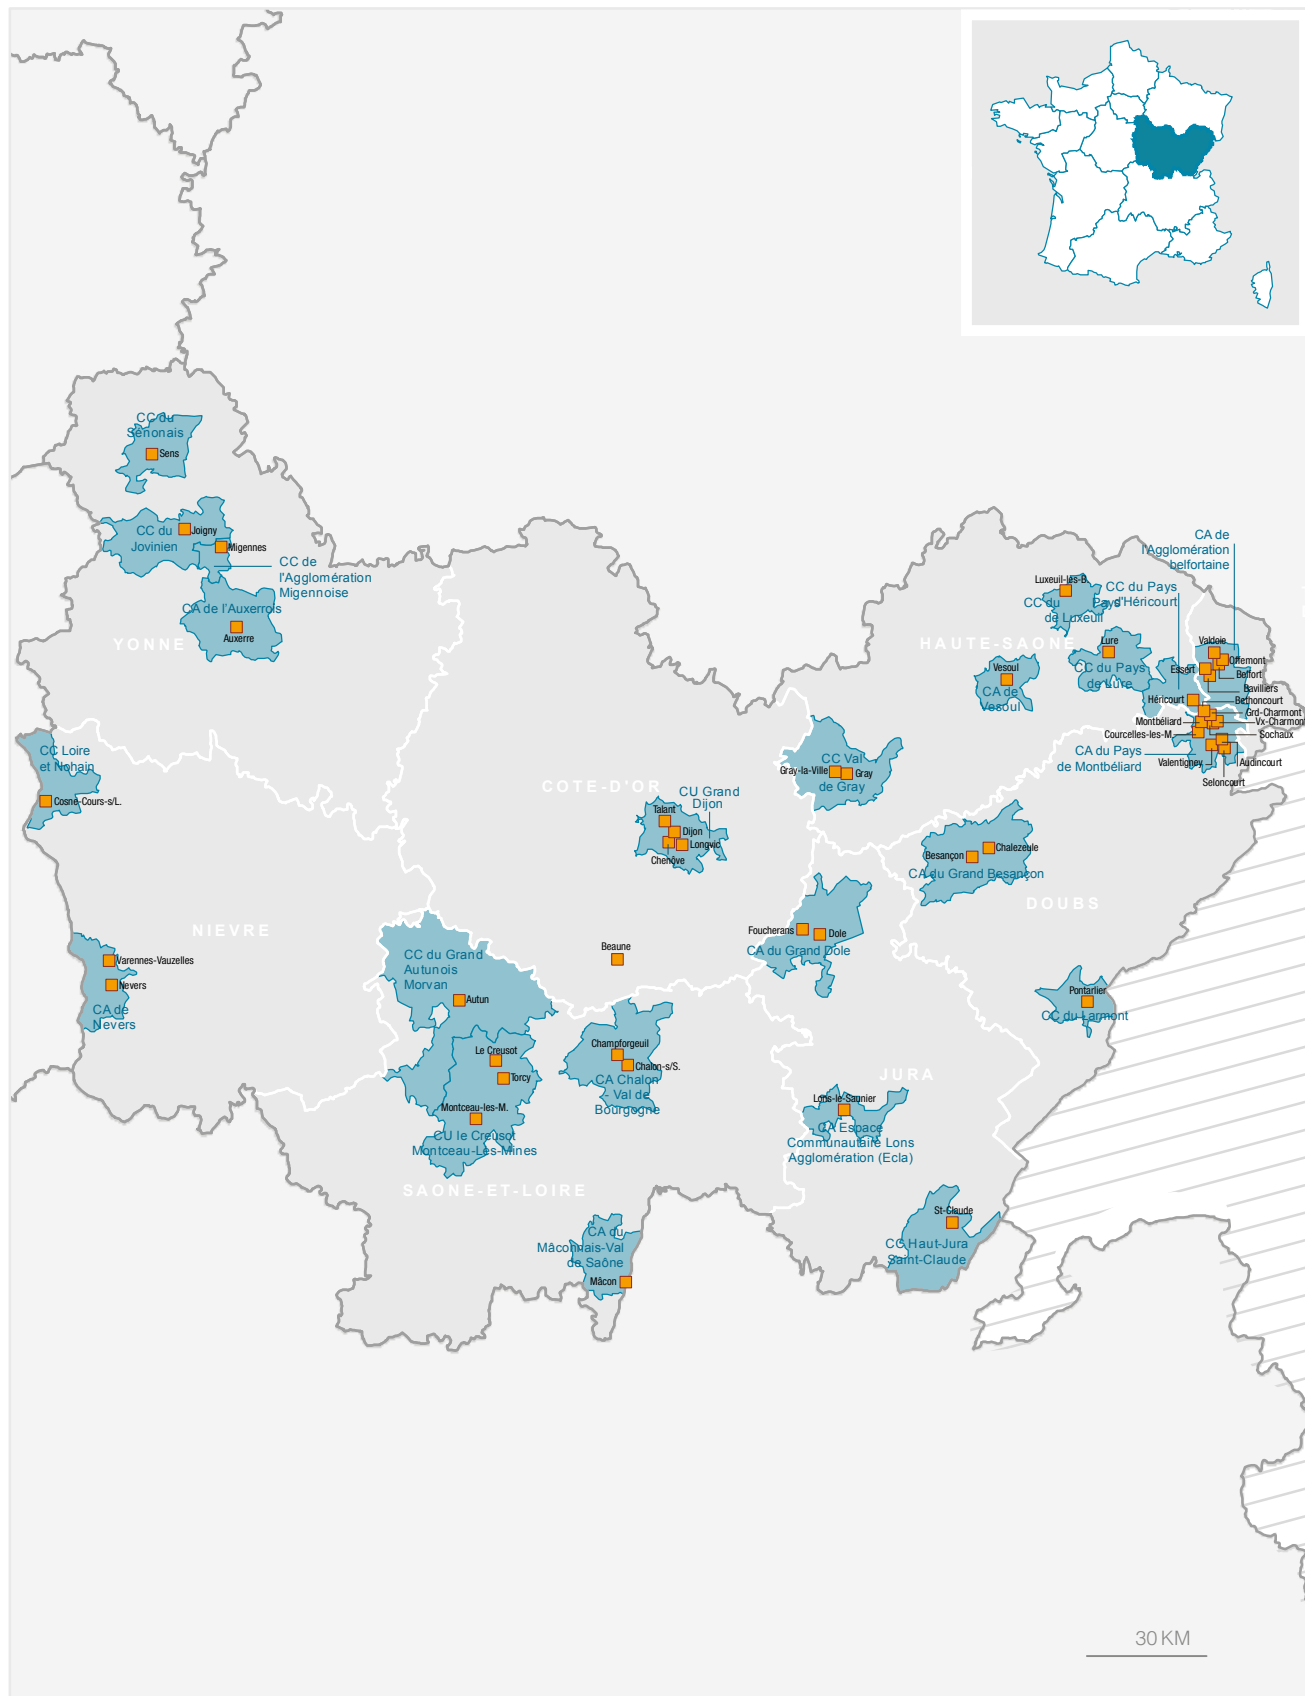 CC du
Sénonais
Sens
CC du
Jovinien
Joigny
Migennes
CC de
l'Agglomération
Migennoise
CA de l'Auxerrois
Auxerre
YONNE
CC Loire
et Nohain
Cosne-Cours-s/L.
NIEVRE
Varennes-Vauzelles
Nevers
CA de
Nevers
COTE-D'OR
CU Grand
Dijon
Talant
Dijon
Longvic
Chenôve
Beaune
CC du Grand
Autunois
Morvan
Autun
Le Creusot
Torcy
Montceau-les-M.
CU le Creusot
Montceau-Les-Mines
Champforgeuil
Chalon-s/S.
CA Chalon
- Val de
Bourgogne
SAONE-ET-LOIRE
CA du
Mâconnais-Val
de Saône
Mâcon
HAUTE-SAONE
Luxeuil-les-B.
CC du Pays
de Luxeuil
Lure
CC du Pays
de Lure
Vesoul
CA de
Vesoul
CC Val
de Gray
Gray-la-Ville
Gray
CC du Pays
d'Héricourt
CA de
l'Agglomération
belfortaine
Valdoie
Offemont
Essert
Belfort
Bavilliers
Héricourt
Bethoncourt
Grd-Charmont
Montbéliard
Vx-Charmont
Courcelles-les-M.
Sochaux
CA du Pays
de Montbéliard
Valentigney
Audincourt
Seloncourt
Besançon
Chalezeule
CA du Grand Besançon
DOUBS
Foucherans
Dole
CA du Grand Dole
Pontarlier
CC du Larmont
JURA
Lons-le-Saunier
CA Espace
Communautaire Lons
Agglomération (Ecla)
St-Claude
CC Haut-Jura
Saint-Claude
30 KM